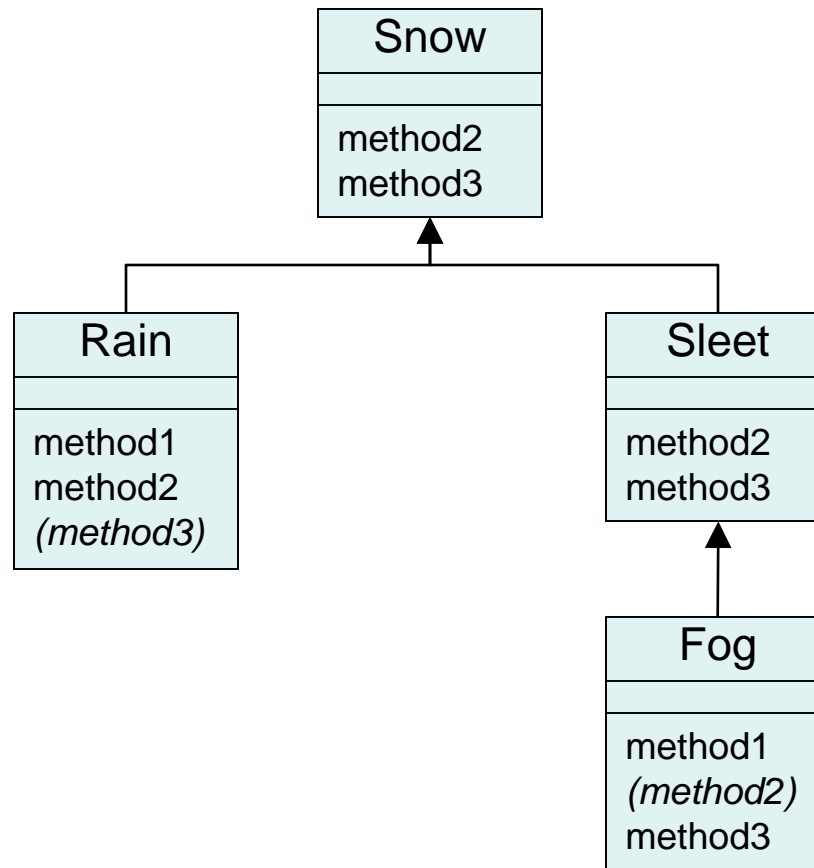 Snow
method2
method3
Rain
method1
method2
(method3)
Sleet
method2
method3
Fog
method1
(method2)
method3